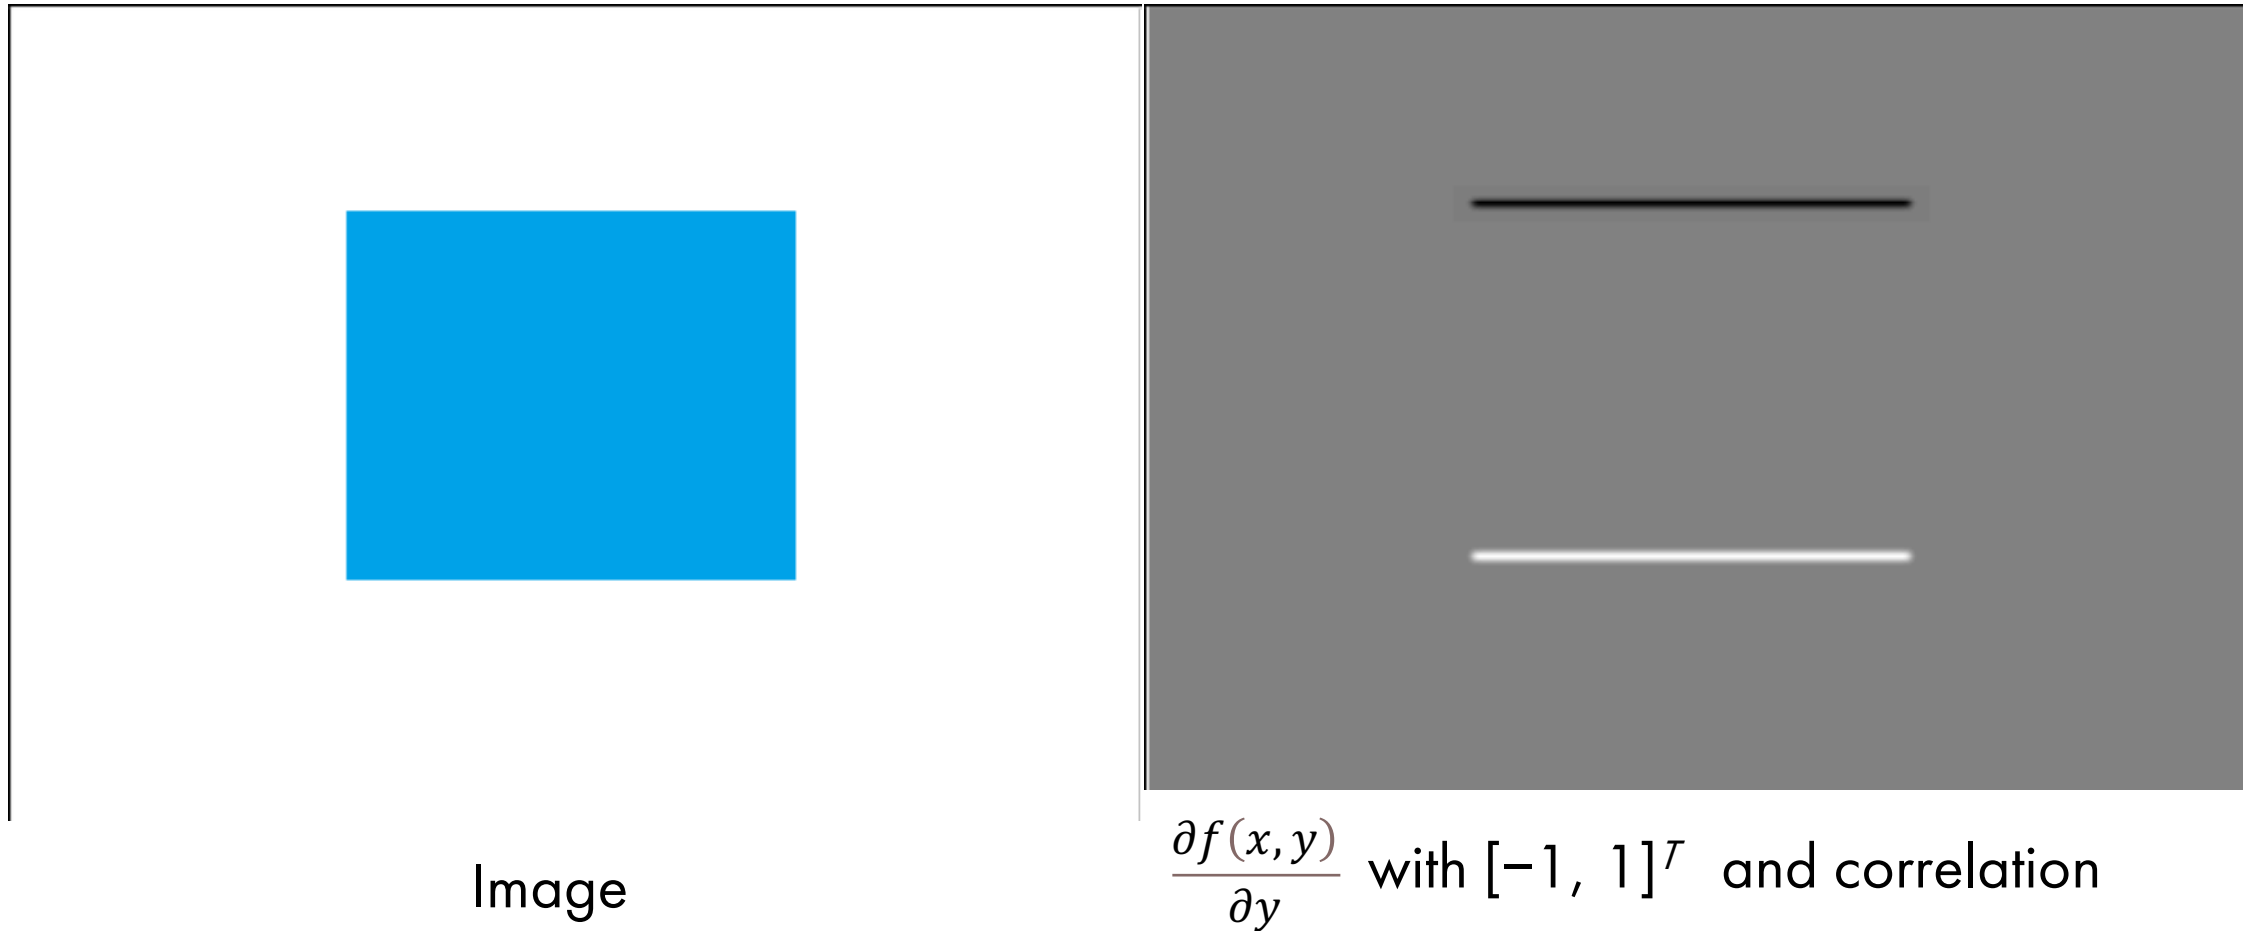 Image
∂f(x, y)
∂y
with [−1, 1]ᵀ and correlation